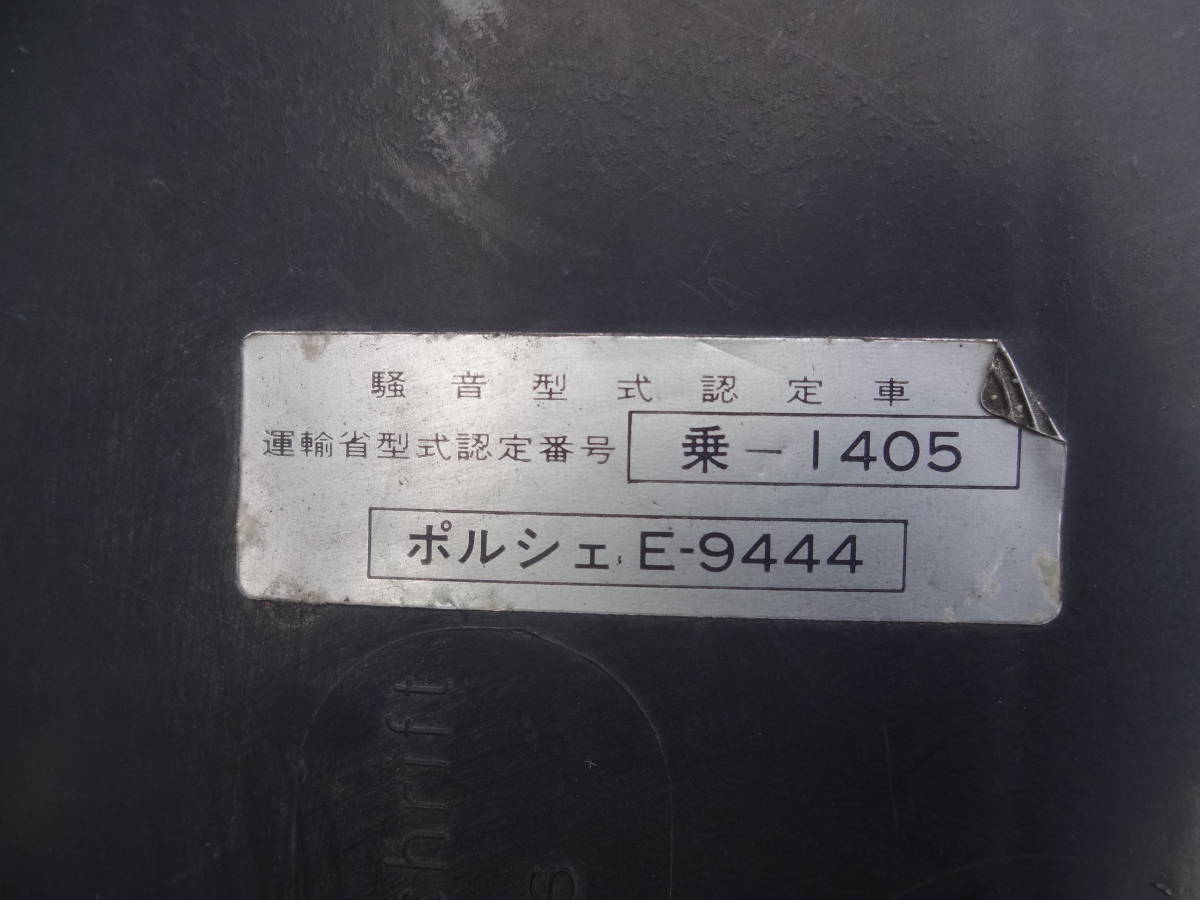 騒音型式認定車
運輸省型式認定番号 乗-1405
ポルシェ E-9444
hrift
s